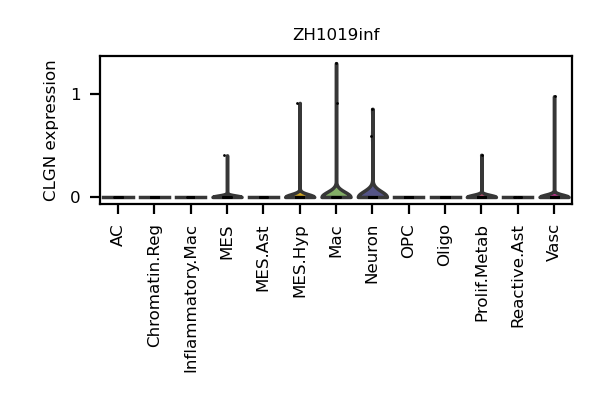 ZH1019inf
CLGN expression
1
0
AC
Chromatin.Reg
Inflammatory.Mac
MES
MES.Ast
MES.Hyp
Mac
Neuron
OPC
Oligo
Prolif.Metab
Reactive.Ast
Vasc